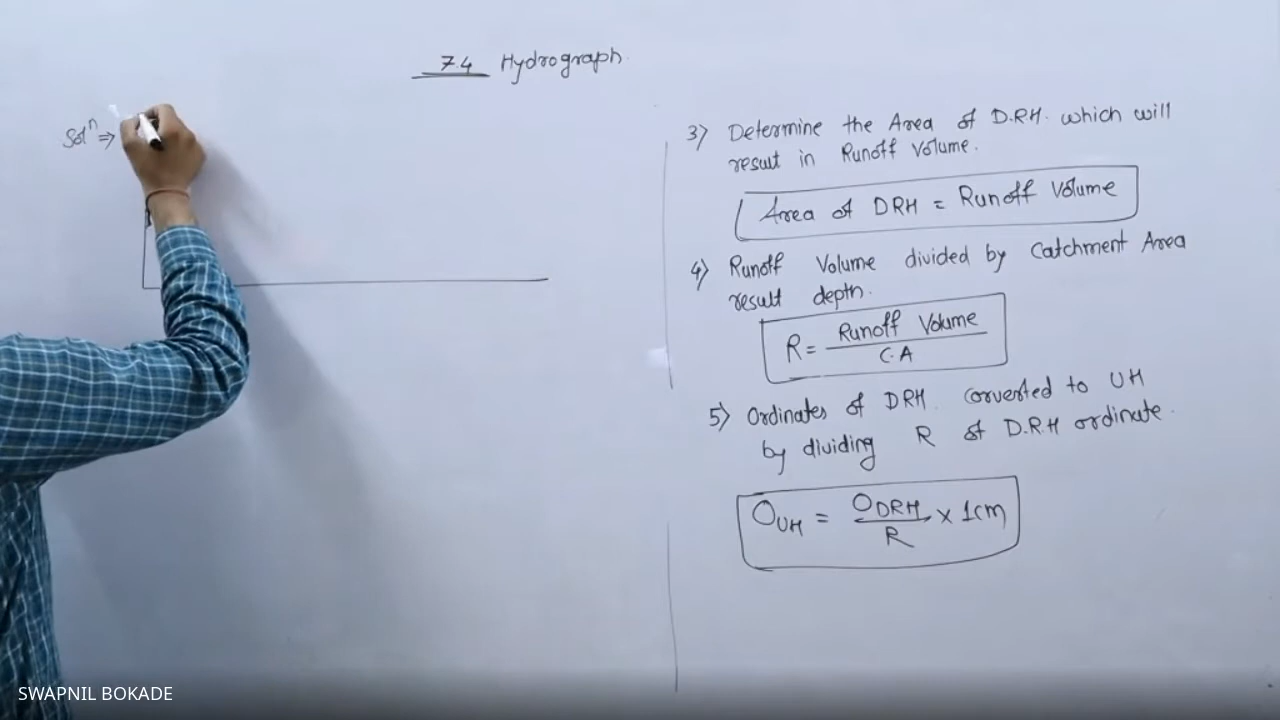 7.4 Hydrograph.
Solⁿ ⇒
3) Determine the Area of D.R.H. which will
result in Runoff Volume.
Area of DRH = Runoff Volume
4) Runoff Volume divided by Catchment Area
result depth.
R = Runoff Volume / C.A
5) Ordinates of DRH. converted to UH
by dividing R of D.R.H ordinate.
O_UH = O_DRH / R × 1cm
SWAPNIL BOKADE